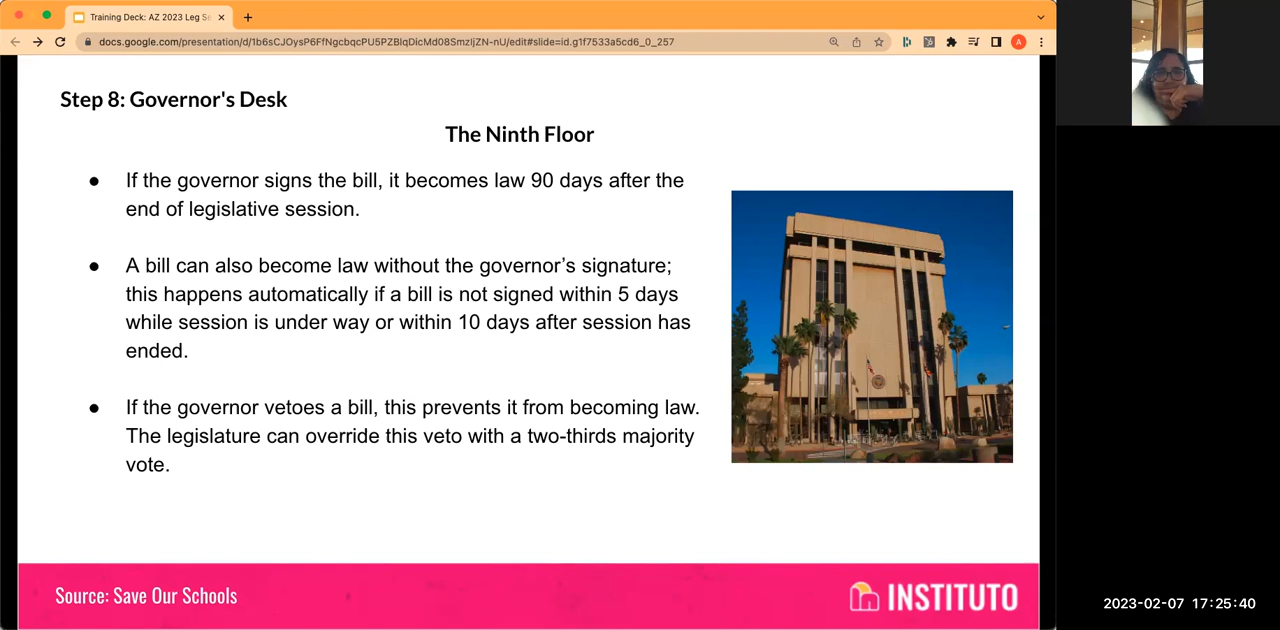 Training Deck: AZ 2023 Leg Se
docs.google.com/presentation/d/1b6sCJOysP6FfNgcbqcPU5PZBlqDicMd08SmzljZN-nU/edit#slide=id.g1f7533a5cd6_0_257
A
Step 8: Governor's Desk
The Ninth Floor
● If the governor signs the bill, it becomes law 90 days after the
end of legislative session.
● A bill can also become law without the governor’s signature;
this happens automatically if a bill is not signed within 5 days
while session is under way or within 10 days after session has
ended.
● If the governor vetoes a bill, this prevents it from becoming law.
The legislature can override this veto with a two-thirds majority
vote.
Source: Save Our Schools
INSTITUTO
2023-02-07 17:25:40